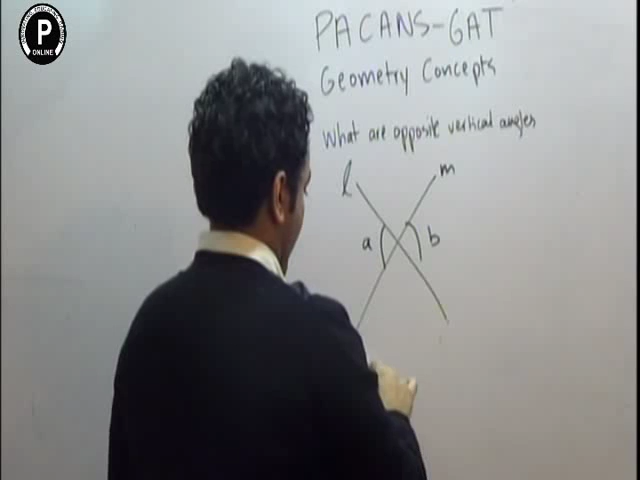 P
ONLINE
PACANS-GAT
Geometry Concepts
What are opposite vertical angles
l
m
a
b